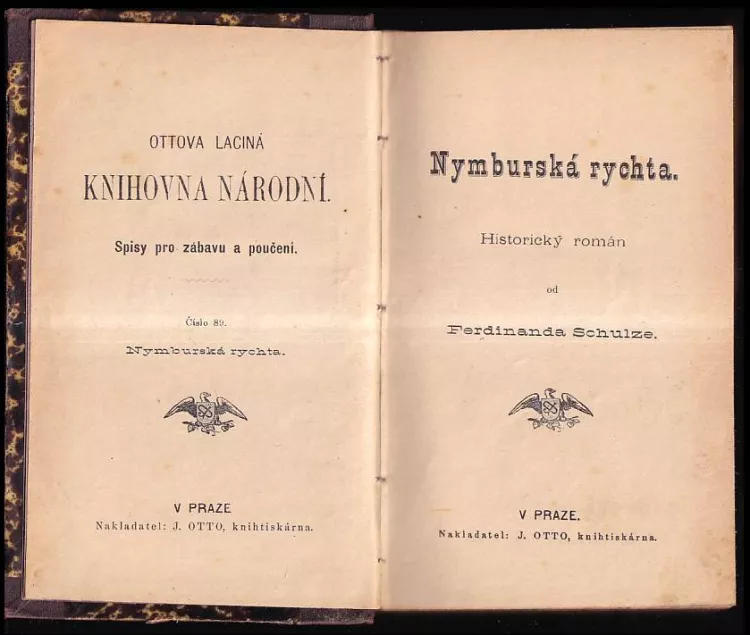 OTTOVA LACINÁ
KNIHOVNA NÁRODNÍ.
Spisy pro zábavu a poučení.
Číslo 89.
Nymburská rychta.
V PRAZE
Nakladatel: J. OTTO, knihtiskárna.
Nymburská rychta.
Historický román
od
Ferdinanda Schulze.
V PRAZE.
Nakladatel: J. OTTO, knihtiskárna.